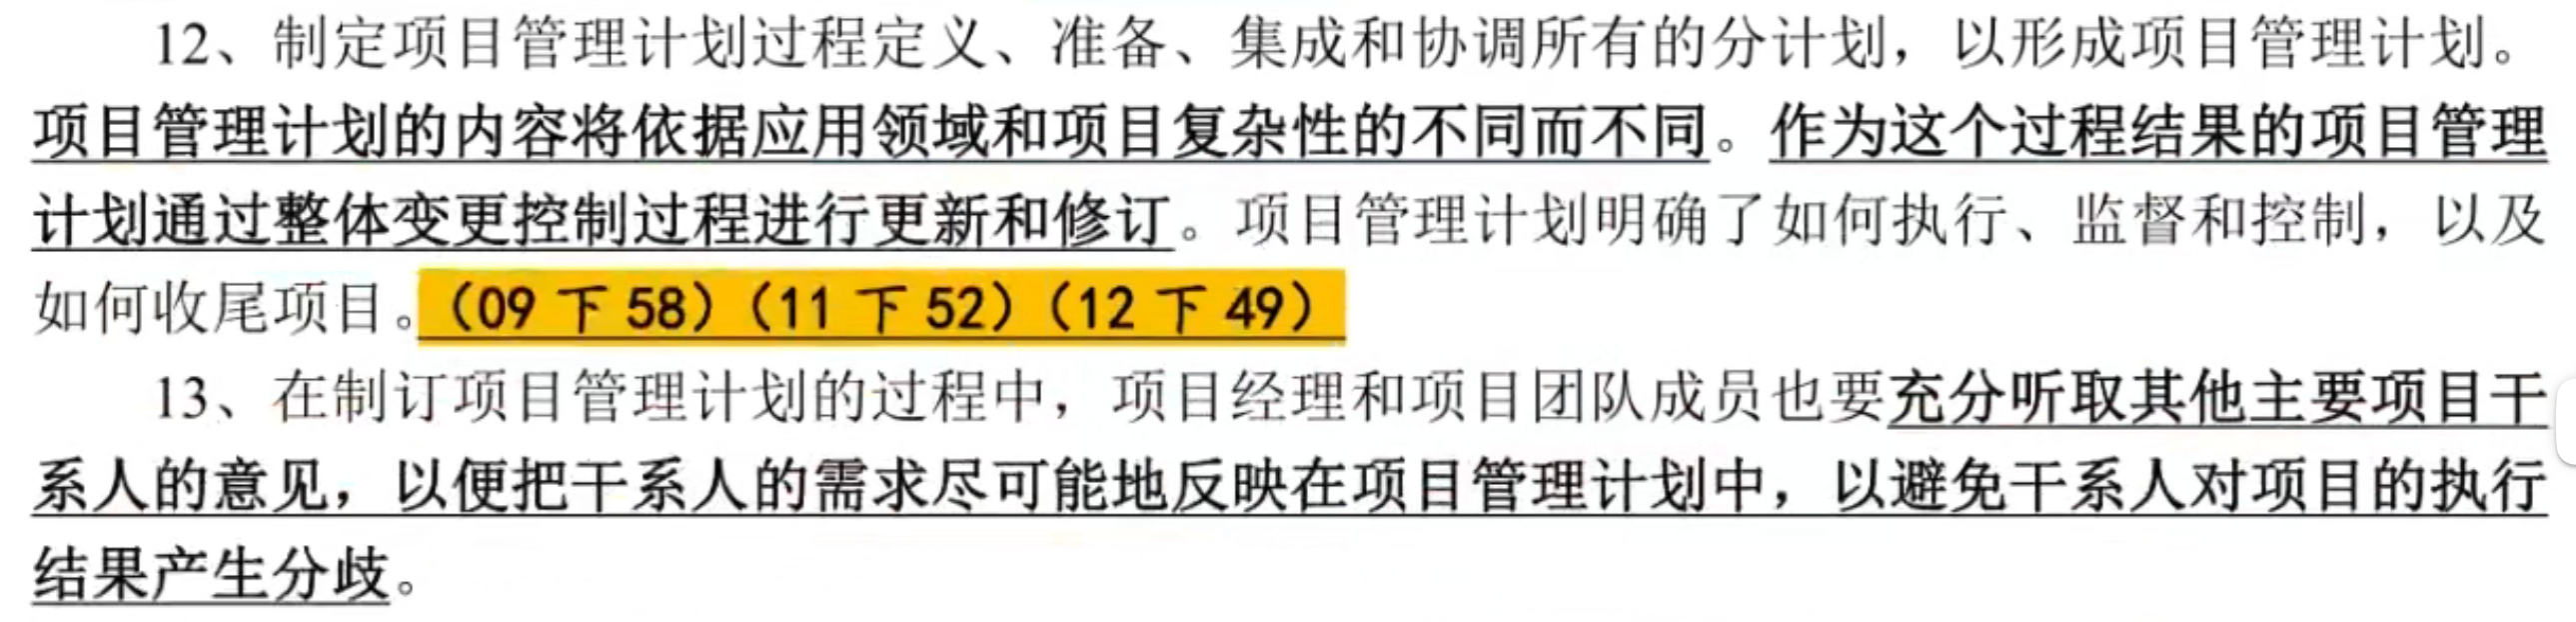 12、制定项目管理计划过程定义、准备、集成和协调所有的分计划，以形成项目管理计划。
项目管理计划的内容将依据应用领域和项目复杂性的不同而不同。作为这个过程结果的项目管理
计划通过整体变更控制过程进行更新和修订。项目管理计划明确了如何执行、监督和控制，以及
如何收尾项目。（09 下 58）（11 下 52）（12 下 49）
13、在制订项目管理计划的过程中，项目经理和项目团队成员也要充分听取其他主要项目干
系人的意见，以便把干系人的需求尽可能地反映在项目管理计划中，以避免干系人对项目的执行
结果产生分歧。